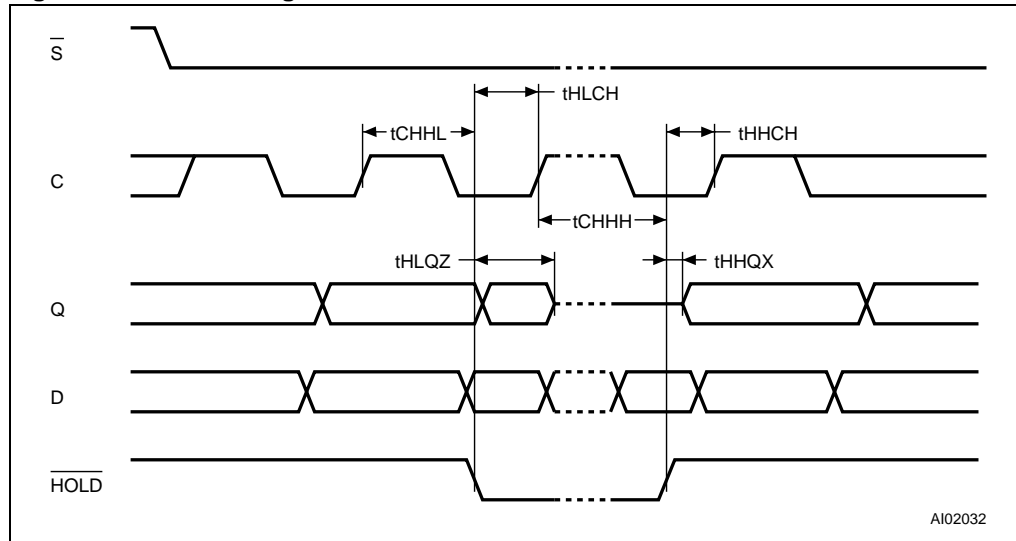 S
tHLCH
tCHHL
tHHCH
C
tCHHH
tHLQZ
tHHQX
Q
D
HOLD
AI02032